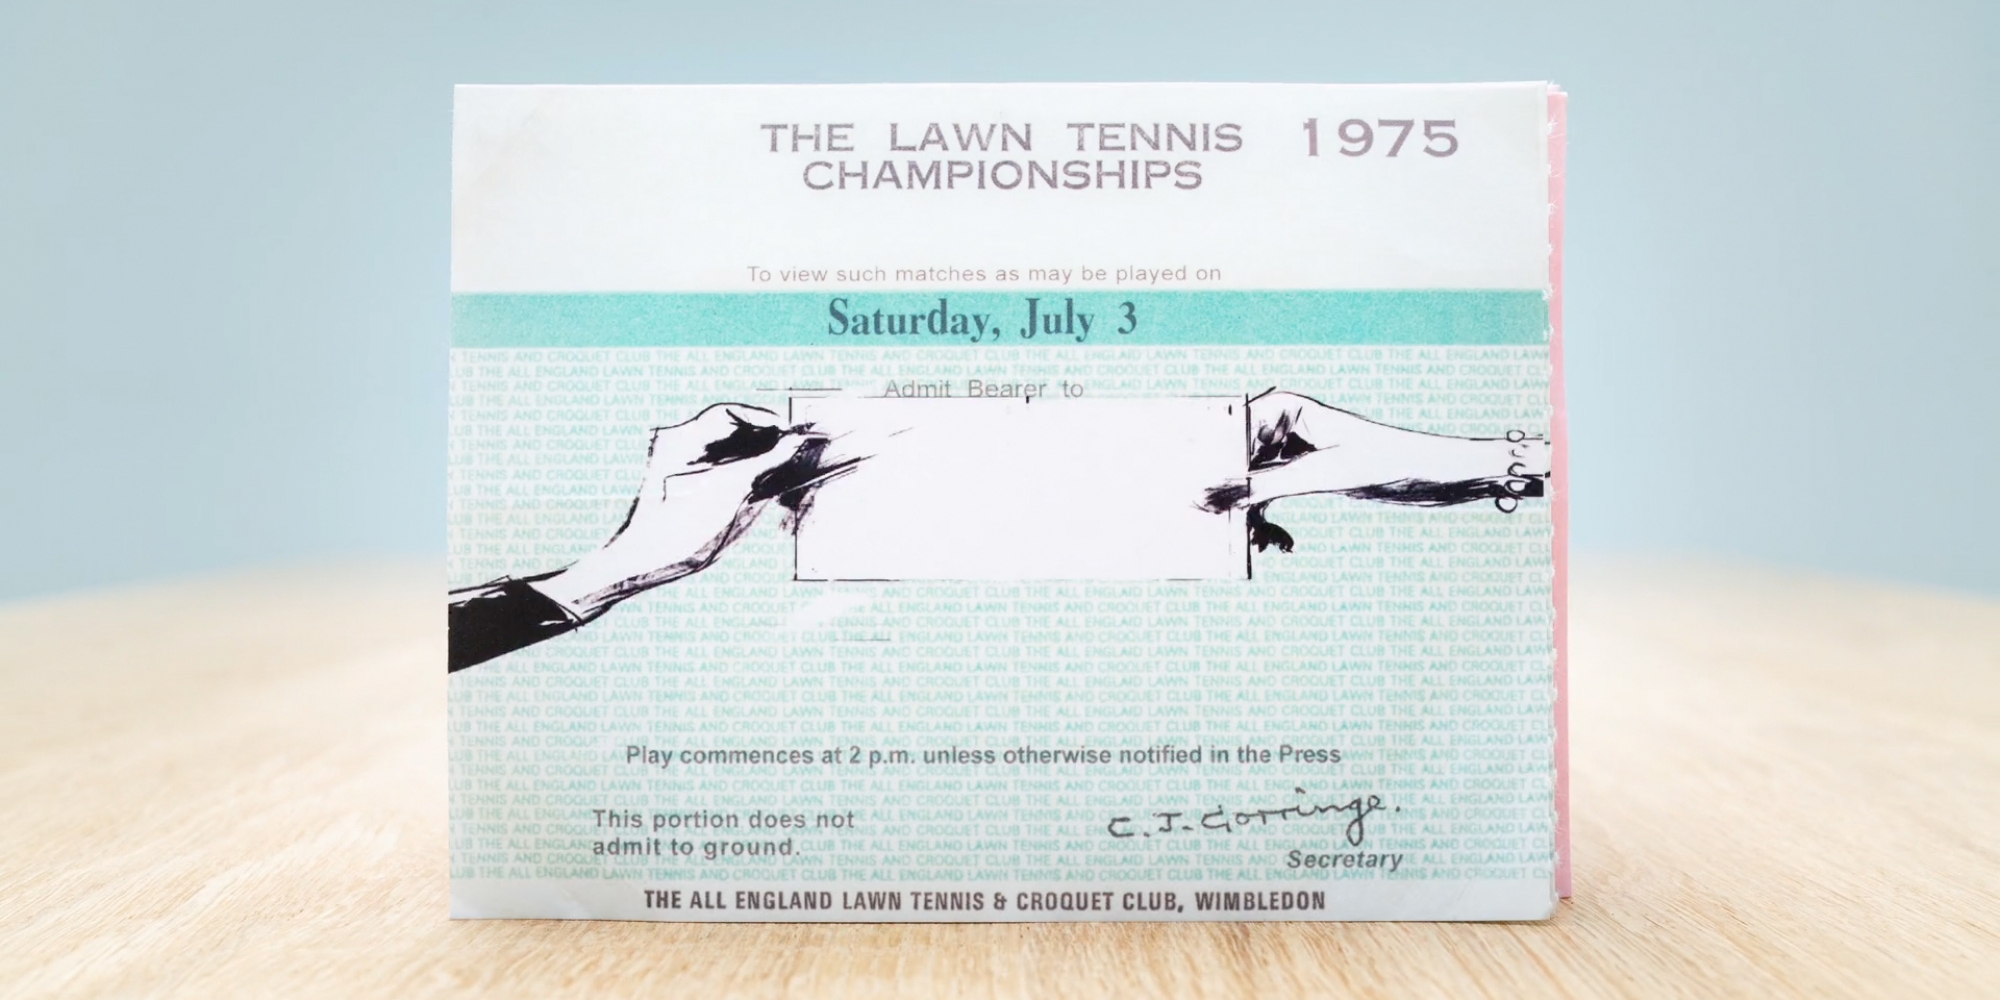 THE LAWN TENNIS 1975
CHAMPIONSHIPS
To view such matches as may be played on
Saturday, July 3
Admit Bearer to
Play commences at 2 p.m. unless otherwise notified in the Press
This portion does not
admit to ground.
C. J. Gorringe.
Secretary
THE ALL ENGLAND LAWN TENNIS & CROQUET CLUB, WIMBLEDON